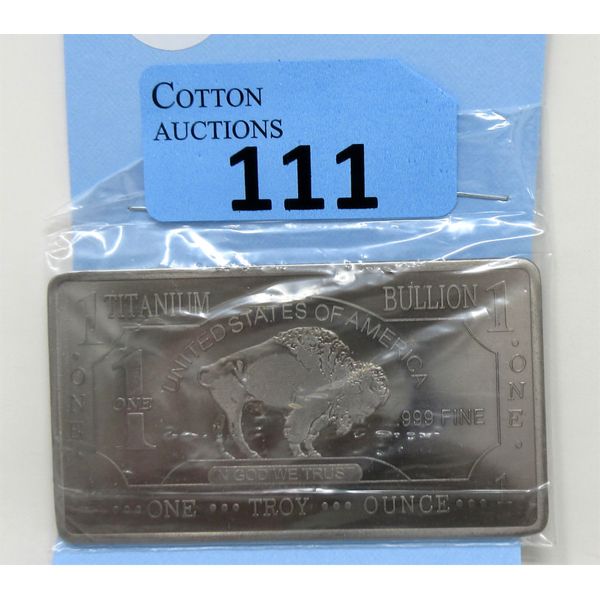 COTTON
AUCTIONS
111
1 TITANIUM BULLION 1
UNITED STATES OF AMERICA
ONE
1
ONE
.999 FINE
ONE
IN GOD WE TRUST
1
ONE TROY OUNCE